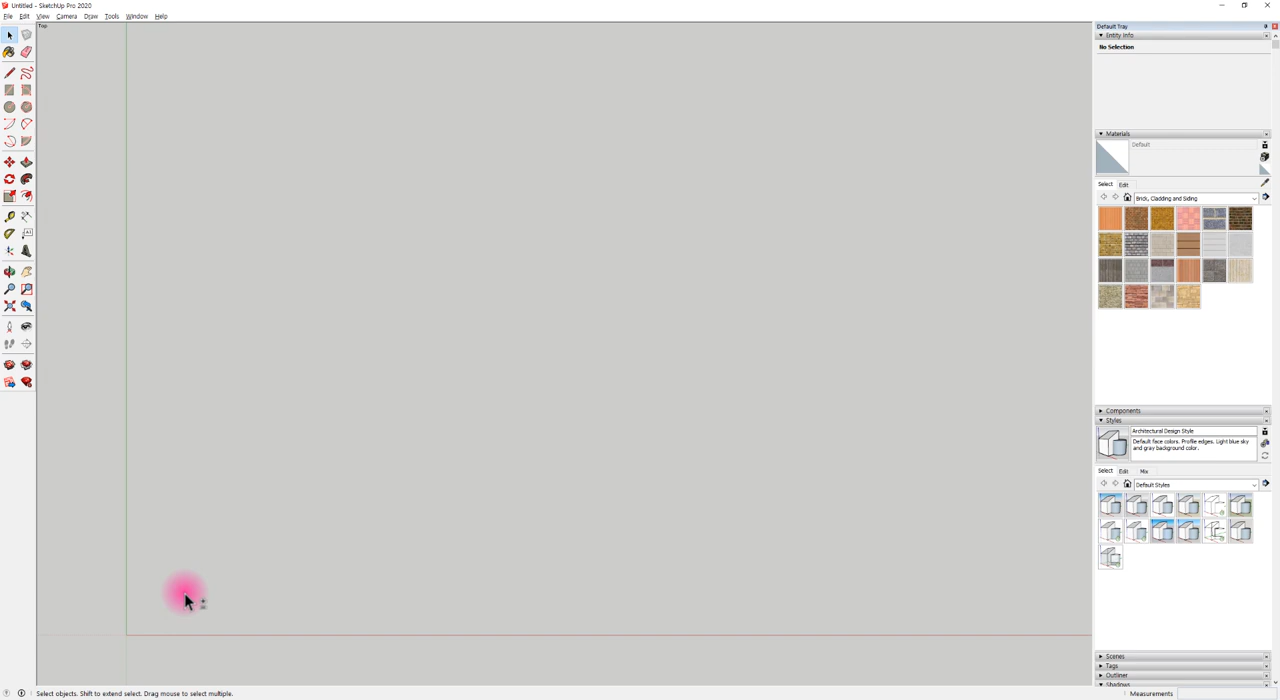 Untitled - SketchUp Pro 2020
File Edit View Camera Draw Tools Window Help
Top
Default Tray
Entity Info
No Selection
Materials
Default
Select Edit
Brick, Cladding and Siding
Components
Styles
Architectural Design Style
Default face colors. Profile edges. Light blue sky
and gray background color.
Select Edit Mix
Default Styles
Scenes
Tags
Outliner
Shadows
Select objects. Shift to extend select. Drag mouse to select multiple.
Measurements